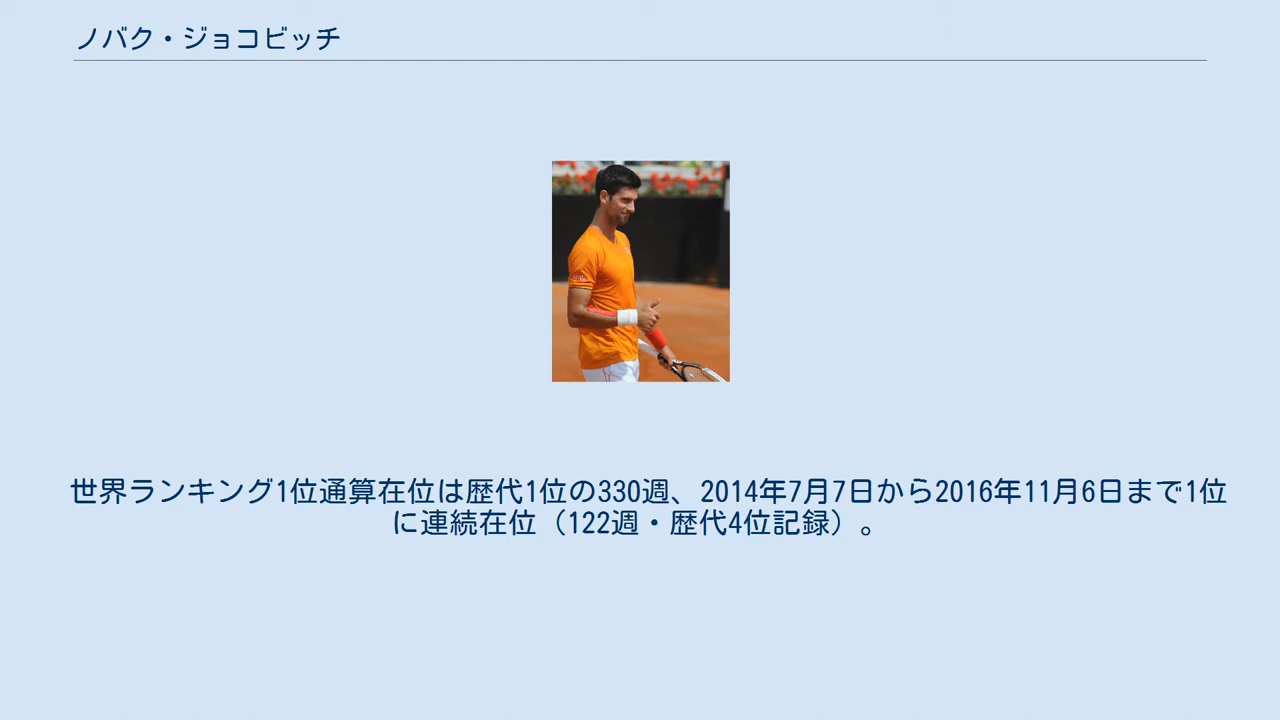 ノバク・ジョコビッチ
世界ランキング1位通算在位は歴代1位の330週、2014年7月7日から2016年11月6日まで1位
に連続在位（122週・歴代4位記録）。